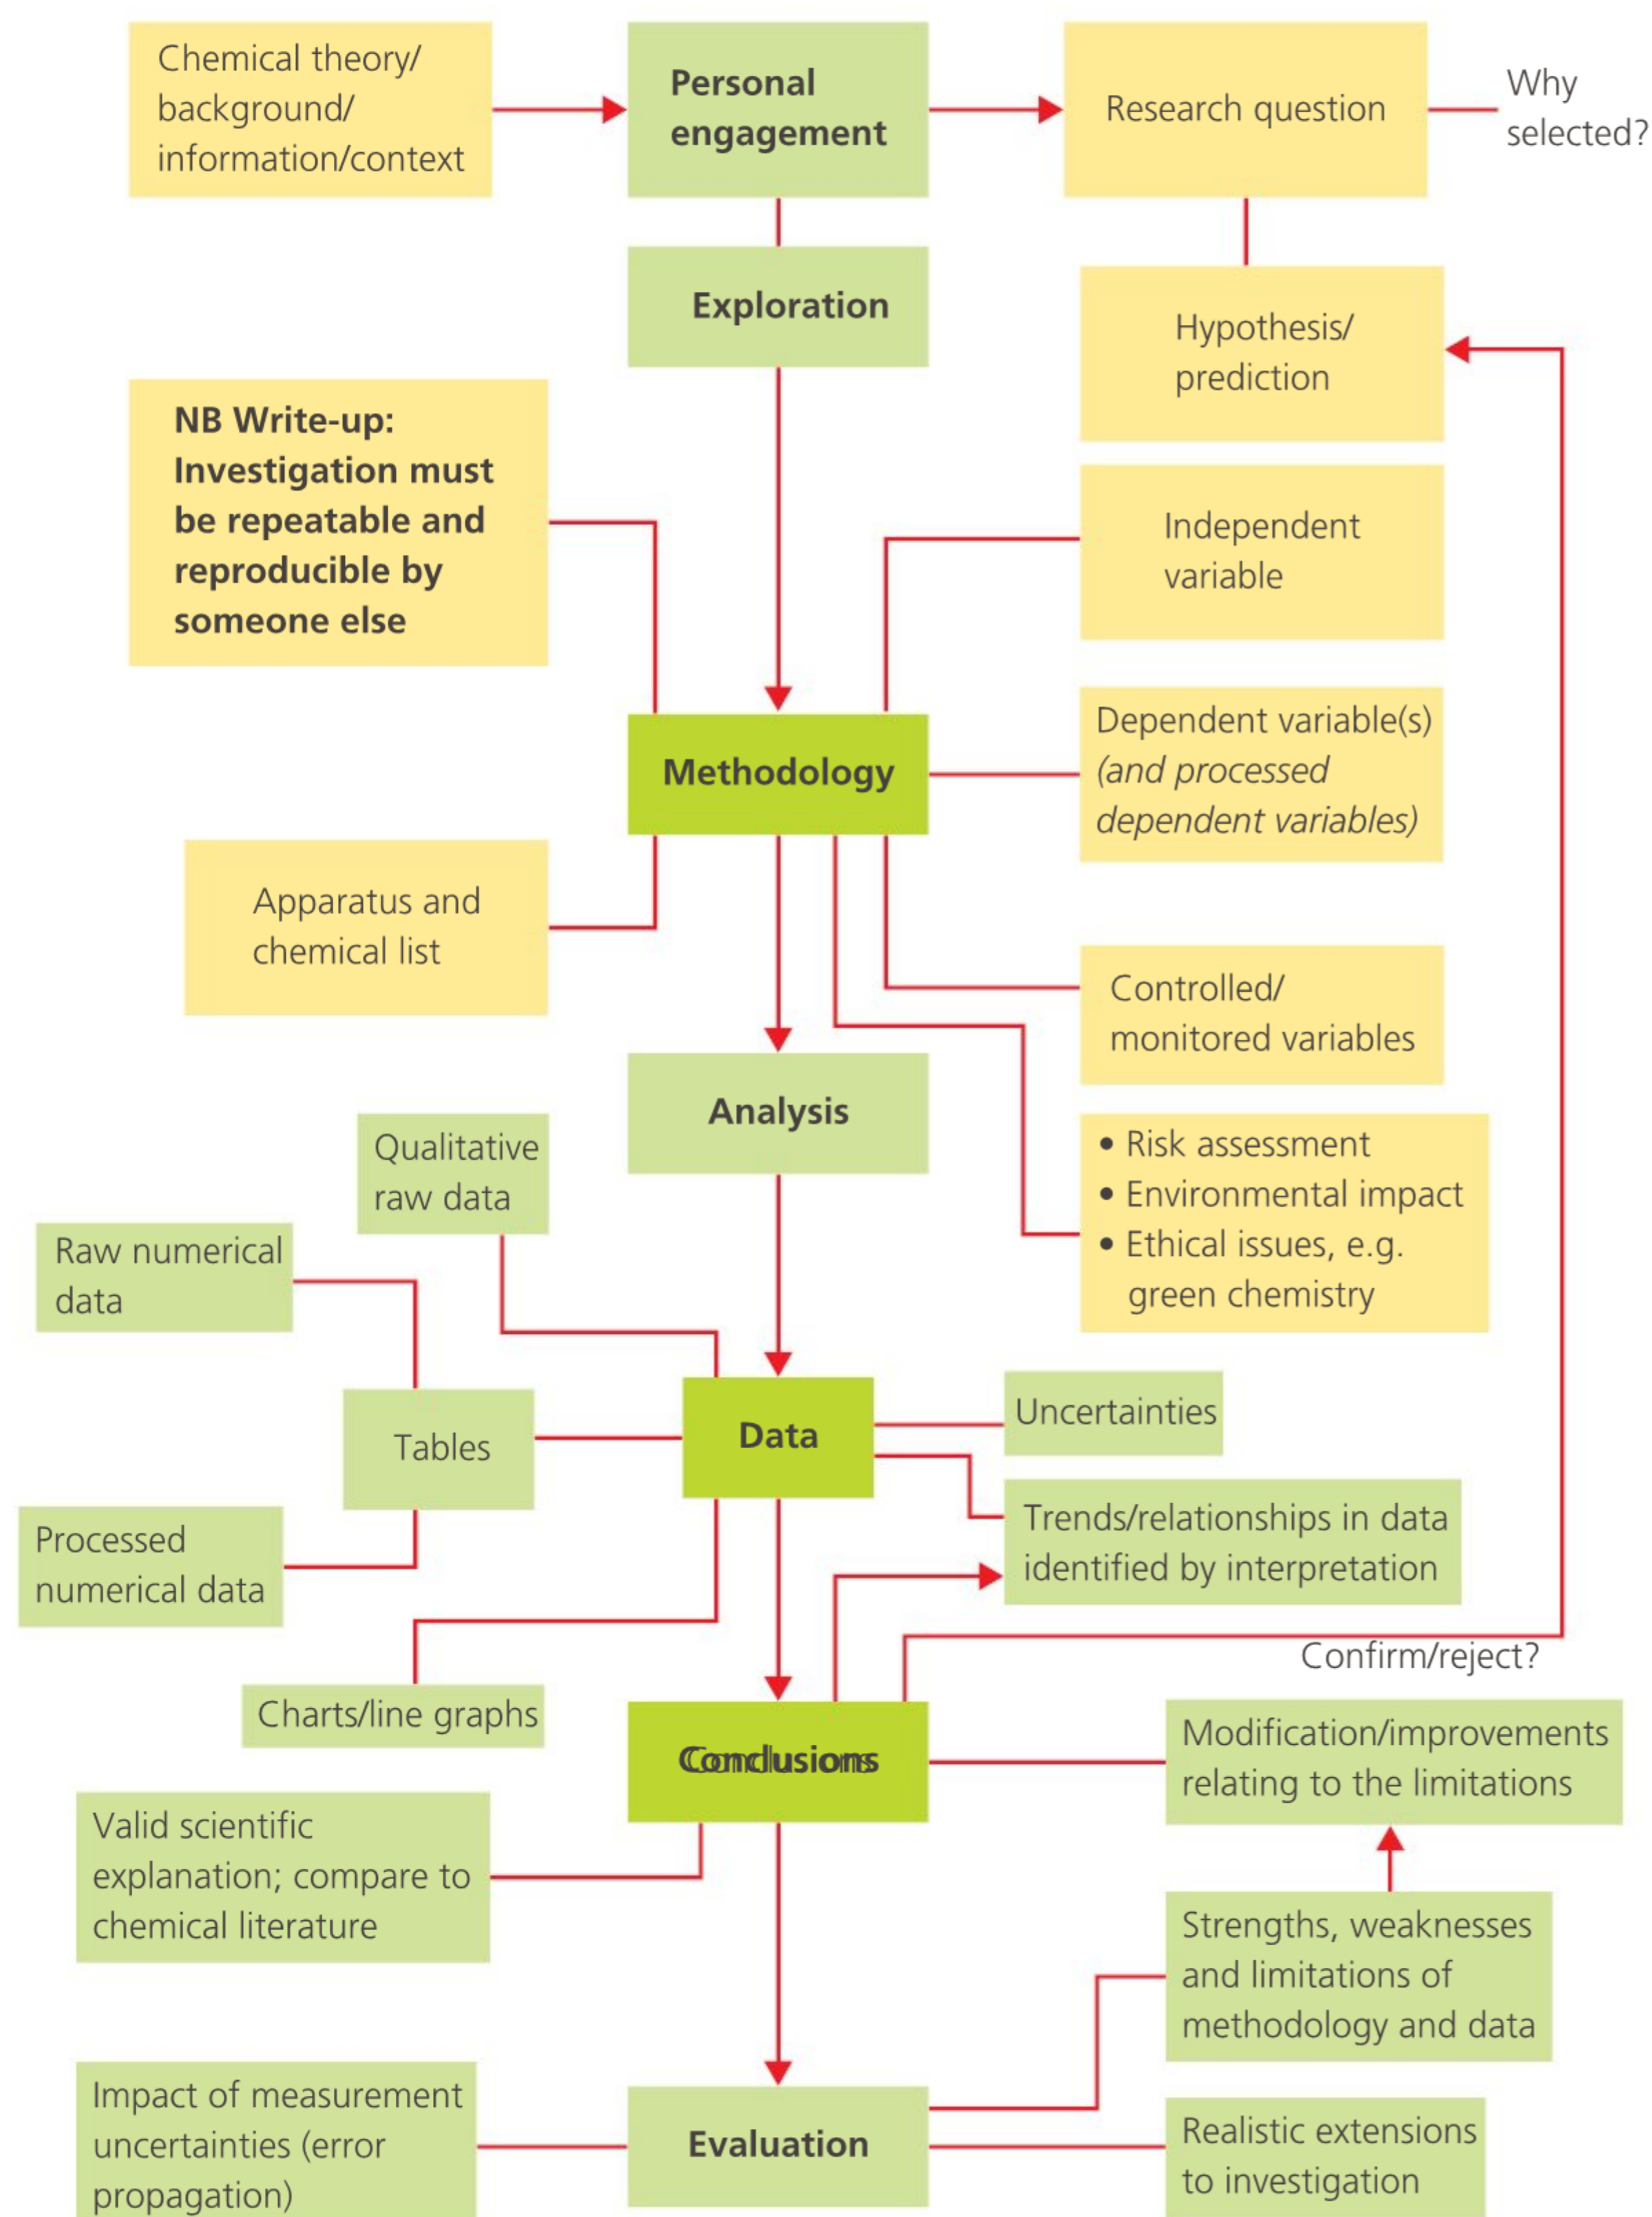 Chemical theory/
background/
information/context
Personal
engagement
Research question
Why
selected?
Exploration
Hypothesis/
prediction
NB Write-up:
Investigation must
be repeatable and
reproducible by
someone else
Independent
variable
Methodology
Dependent variable(s)
(and processed
dependent variables)
Apparatus and
chemical list
Controlled/
monitored variables
Analysis
• Risk assessment
• Environmental impact
• Ethical issues, e.g.
green chemistry
Qualitative
raw data
Raw numerical
data
Tables
Data
Uncertainties
Processed
numerical data
Trends/relationships in data
identified by interpretation
Charts/line graphs
Confirm/reject?
Conclusions
Modification/improvements
relating to the limitations
Valid scientific
explanation; compare to
chemical literature
Strengths, weaknesses
and limitations of
methodology and data
Impact of measurement
uncertainties (error
propagation)
Evaluation
Realistic extensions
to investigation